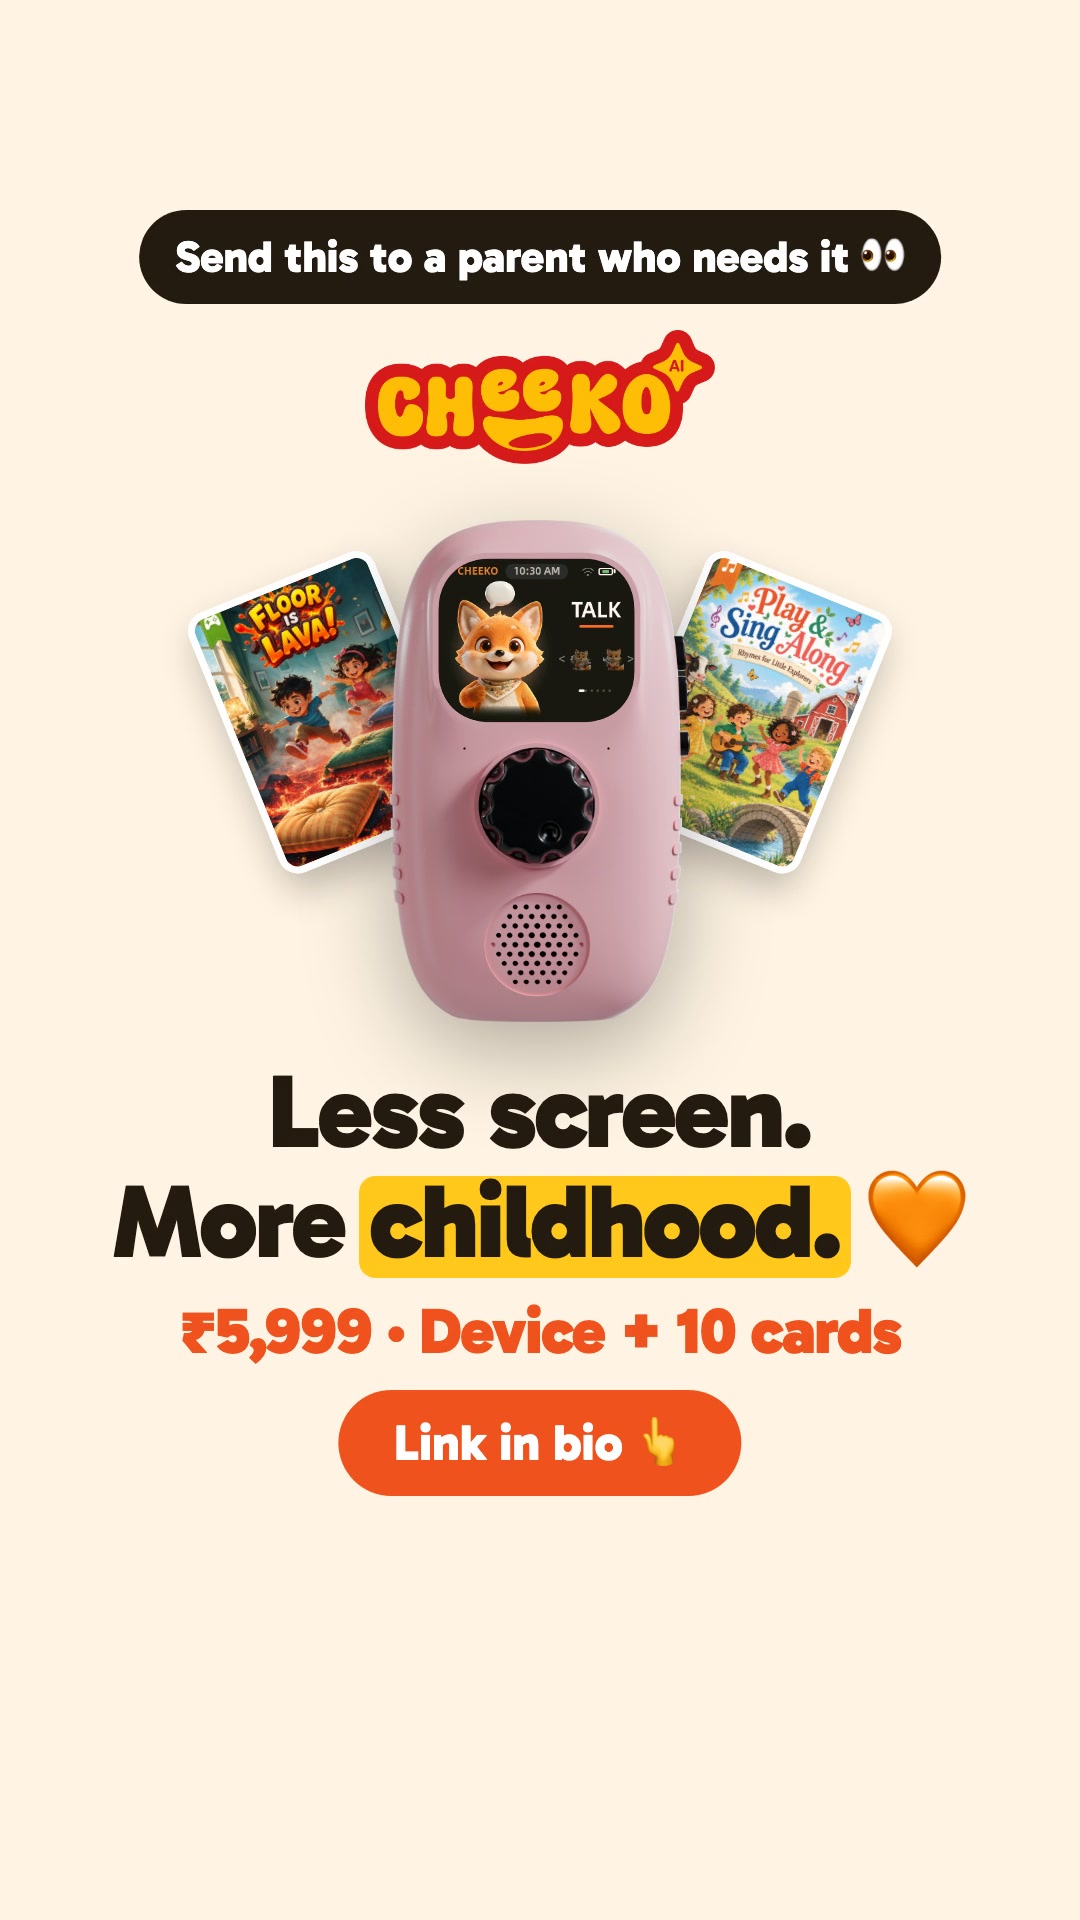 Send this to a parent who needs it 👀
CHeeKO
AI
CHEEKO 10:30 AM
TALK
< >
FLOOR
IS
LAVA!
Play &
Sing Along
Rhymes for Little Explorers
Less screen.
More childhood. 🧡
₹5,999 • Device + 10 cards
Link in bio 👆